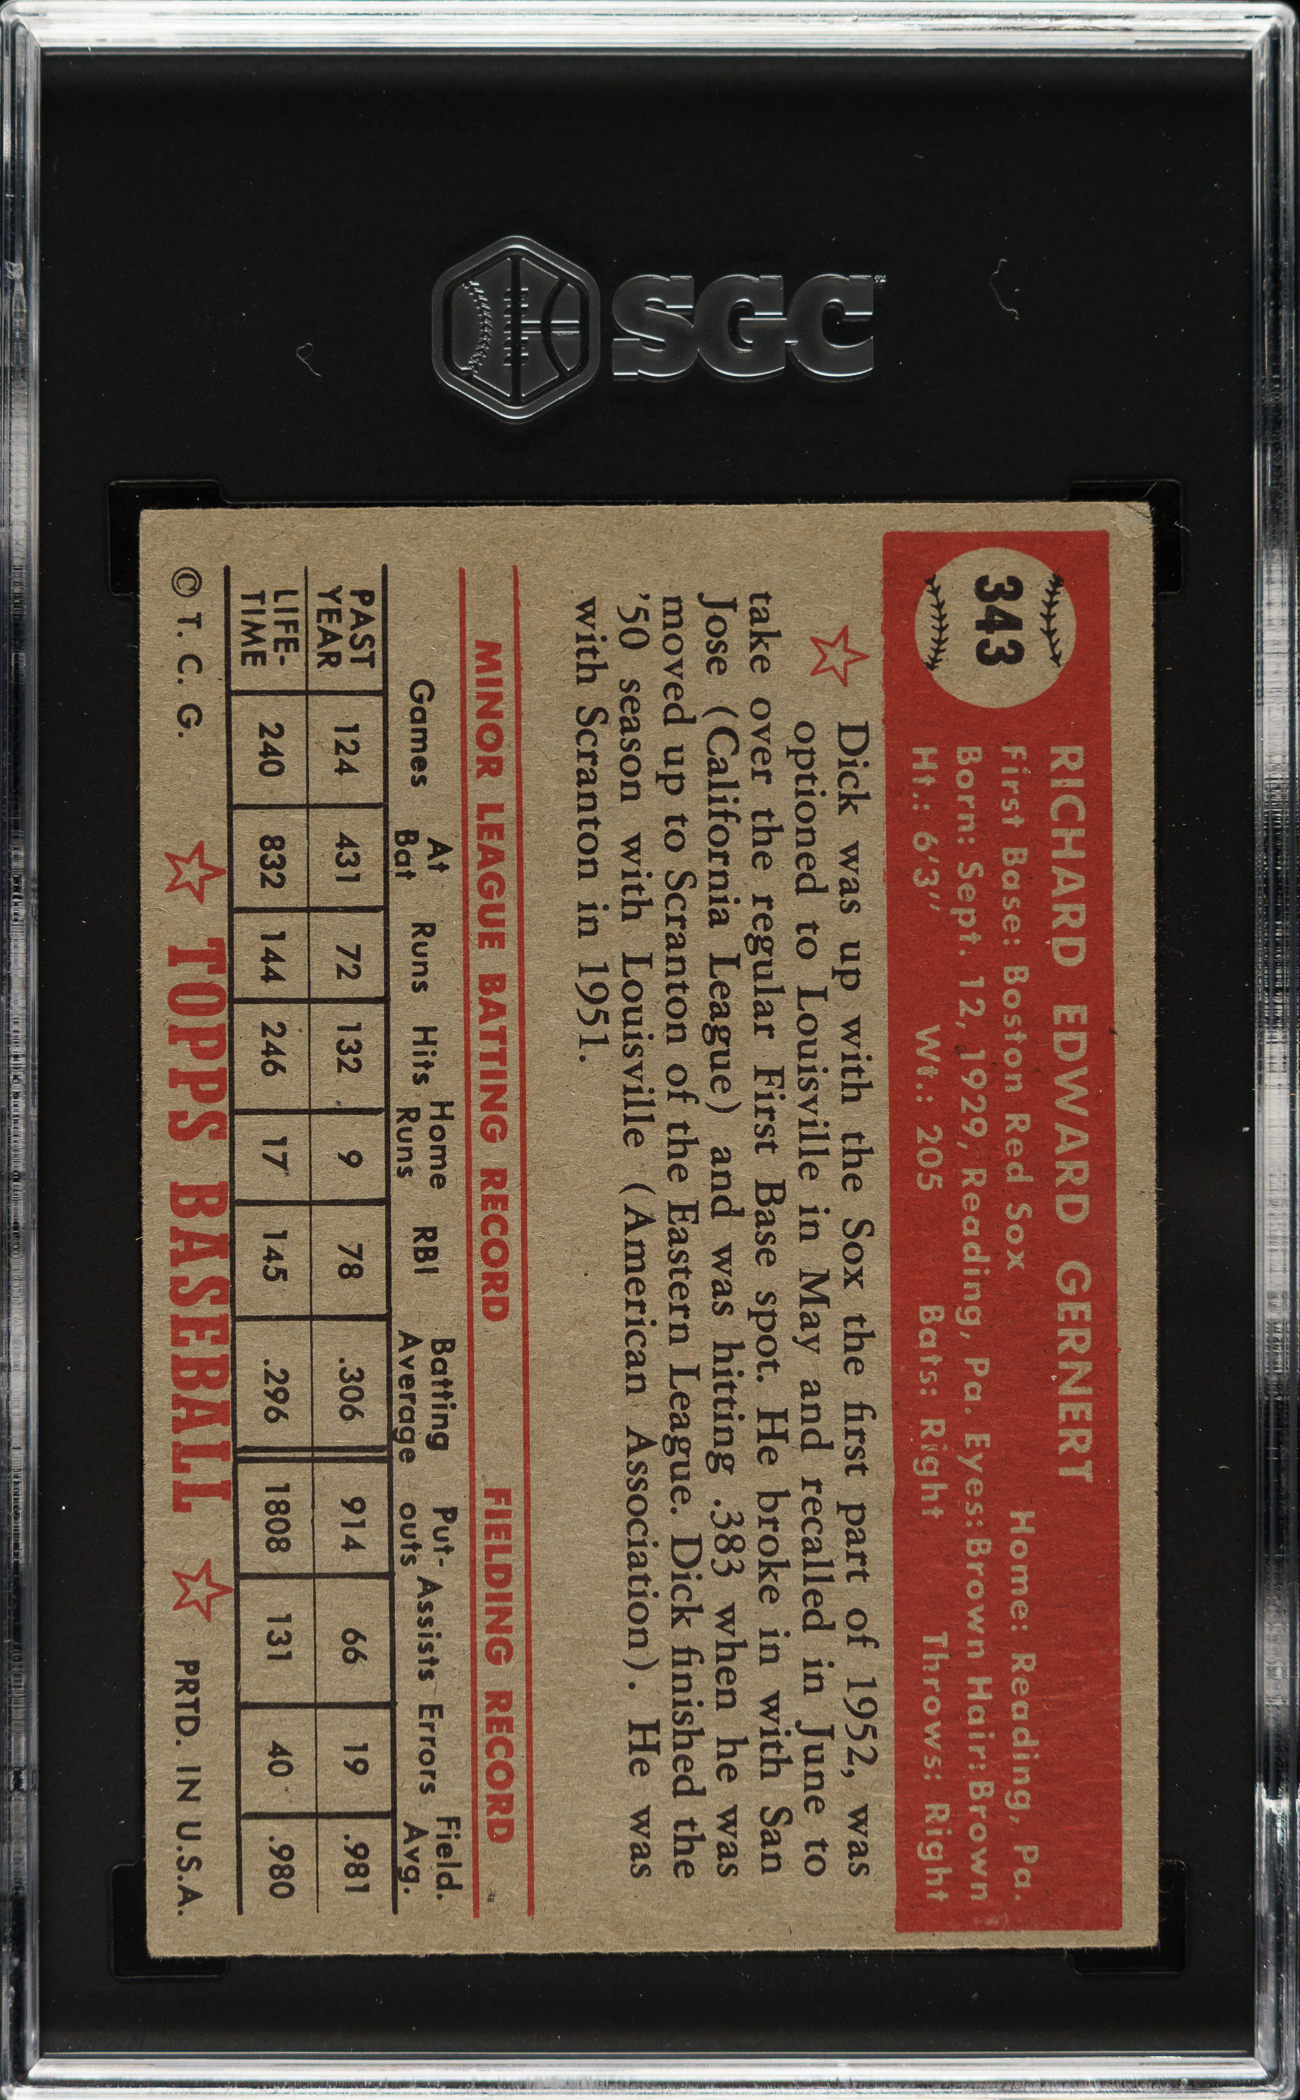 SGC
343
RICHARD EDWARD GERNERT
First Base: Boston Red Sox Home: Reading, Pa.
Born: Sept. 12, 1929, Reading, Pa. Eyes: Brown Hair: Brown
Ht.: 6'3" Wt.: 205 Bats: Right Throws: Right
Dick was up with the Sox the first part of 1952, was
optioned to Louisville in May and recalled in June to
take over the regular First Base spot. He broke in with San
Jose (California League) and was hitting .383 when he was
moved up to Scranton of the Eastern League. Dick finished the
'50 season with Louisville (American Association). He was
with Scranton in 1951.
MINOR LEAGUE BATTING RECORD FIELDING RECORD
Games At Bat Runs Hits Home Runs RBI Batting Average Put-outs Assists Errors Field. Avg.
PAST YEAR 124 431 72 132 9 78 .306 914 66 19 .981
LIFE-TIME 240 832 144 246 17 145 .296 1808 131 40 .980
© T. C. G. TOPPS BASEBALL PRTD. IN U.S.A.